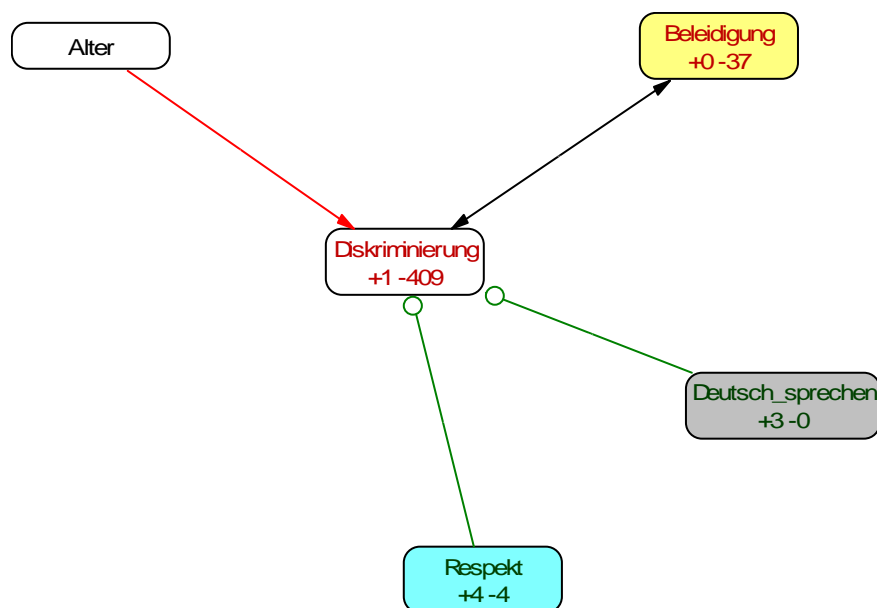 Alter
Beleidigung
+0 -37
Diskriminierung
+1 -409
Deutsch_sprechen
+3 -0
Respekt
+4 -4